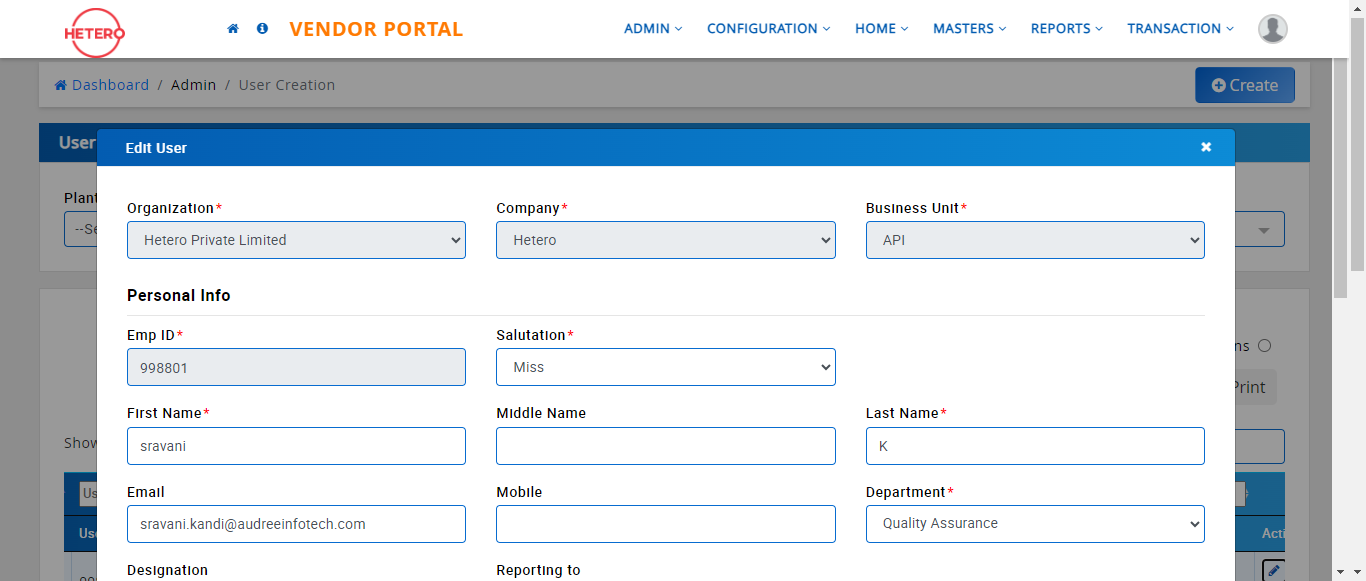 HETERO
VENDOR PORTAL
ADMIN CONFIGURATION HOME MASTERS REPORTS TRANSACTION
Dashboard / Admin / User Creation
Create
User
Edit User
Plant
--Se
Organization* Company* Business Unit*
Hetero Private Limited Hetero API
Personal Info
Emp ID* Salutation*
998801 Miss
ns
Print
First Name* Middle Name Last Name*
Show
sravani K
Email Mobile Department*
Us
sravani.kandi@audreeinfotech.com Quality Assurance
Use
Acti
Designation Reporting to